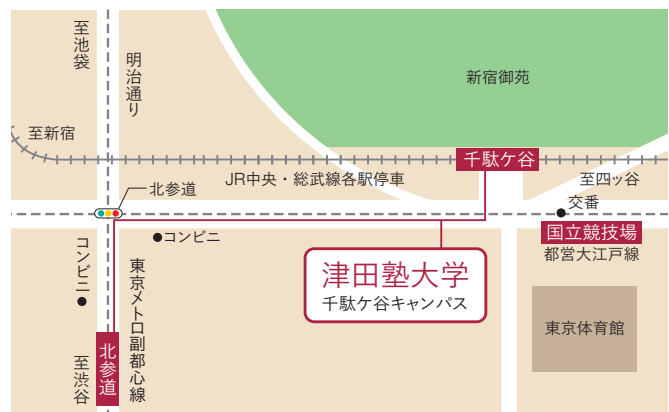 至池袋
明治通り
新宿御苑
至新宿
千駄ケ谷
JR中央・総武線各駅停車
至四ッ谷
北参道
交番
コンビニ
国立競技場
都営大江戸線
コンビニ
東京メトロ副都心線
津田塾大学
千駄ケ谷キャンパス
東京体育館
北参道
至渋谷